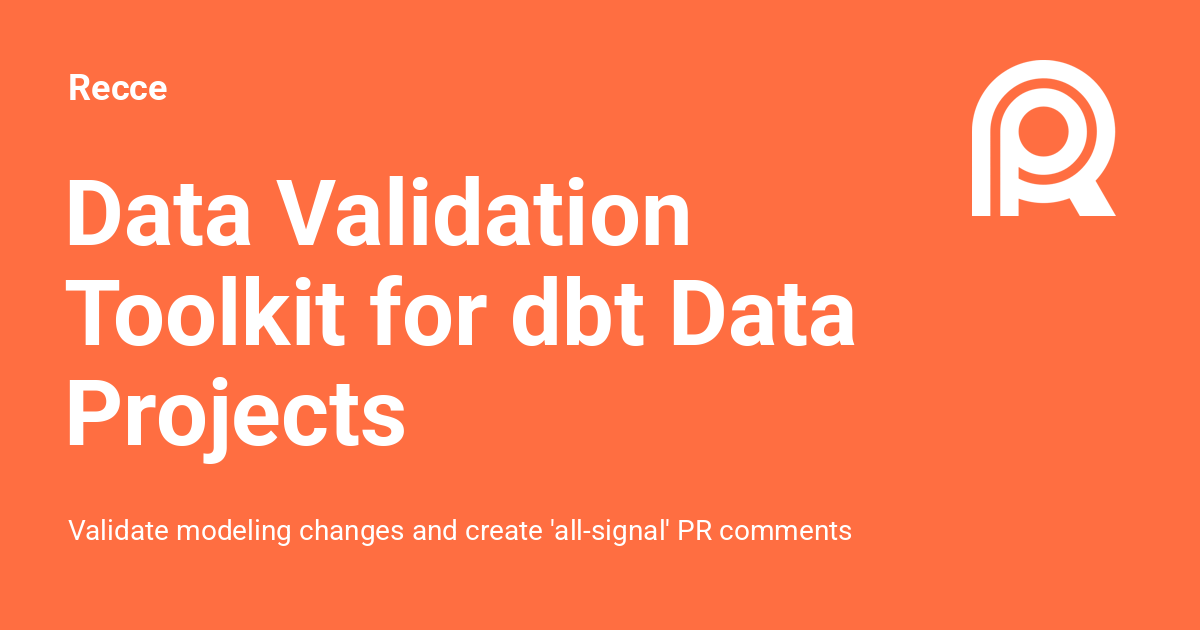 Recce
Data Validation
Toolkit for dbt Data
Projects
Validate modeling changes and create 'all-signal' PR comments